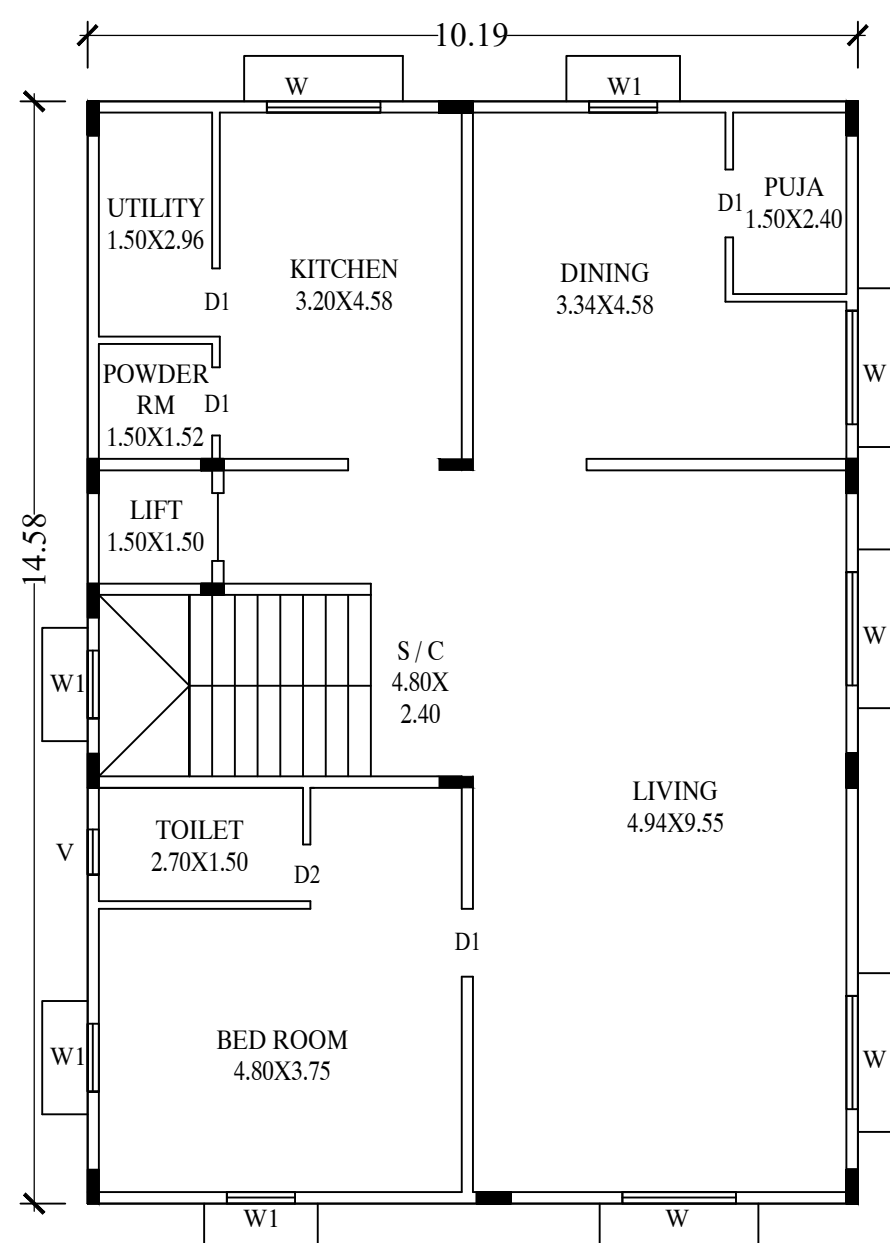 10.19
W
W1
UTILITY
1.50X2.96
D1
PUJA
1.50X2.40
KITCHEN
3.20X4.58
DINING
3.34X4.58
D1
POWDER
RM
1.50X1.52
D1
W
LIFT
1.50X1.50
14.58
W1
S / C
4.80X
2.40
W
LIVING
4.94X9.55
V
TOILET
2.70X1.50
D2
D1
BED ROOM
4.80X3.75
W1
W
W1
W